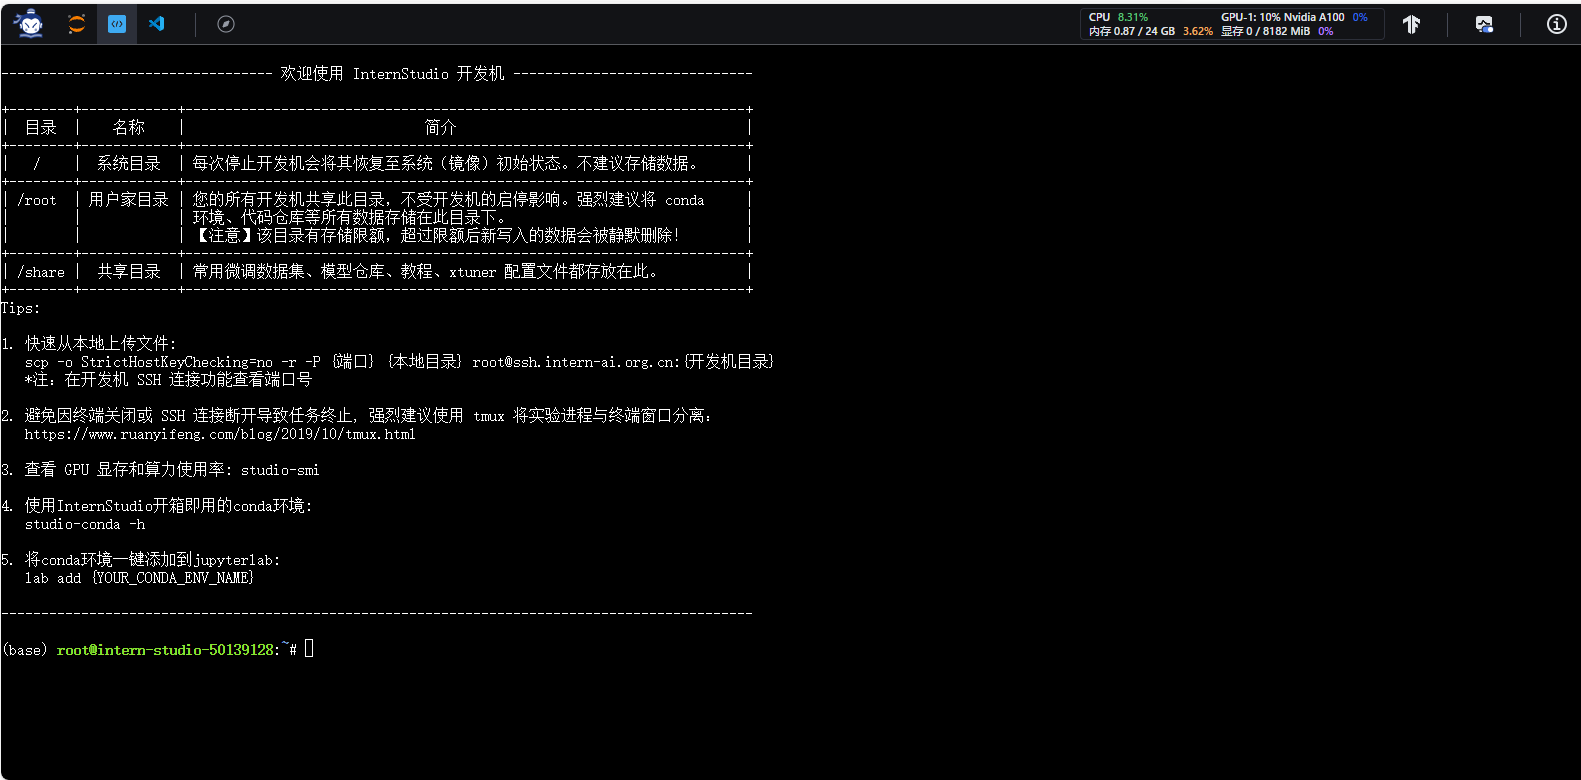 CPU 8.31% GPU-1: 10% Nvidia A100 0%
内存 0.87 / 24 GB 3.62% 显存 0 / 8182 MiB 0%
-------------------------------- 欢迎使用 InternStudio 开发机 ------------------------------
目录 名称 简介
/ 系统目录 每次停止开发机会将其恢复至系统（镜像）初始状态。不建议存储数据。
/root 用户家目录 您的所有开发机共享此目录，不受开发机的启停影响。强烈建议将 conda
环境、代码仓库等所有数据存储在此目录下。
【注意】该目录有存储限额，超过限额后新写入的数据会被静默删除！
/share 共享目录 常用微调数据集、模型仓库、教程、xtuner 配置文件都存放在此。
Tips:
1. 快速从本地上传文件：
scp -o StrictHostKeyChecking=no -r -P {端口} {本地目录} root@ssh.intern-ai.org.cn:{开发机目录}
*注：在开发机 SSH 连接功能查看端口号
2. 避免因终端关闭或 SSH 连接断开导致任务终止, 强烈建议使用 tmux 将实验进程与终端窗口分离：
https://www.ruanyifeng.com/blog/2019/10/tmux.html
3. 查看 GPU 显存和算力使用率: studio-smi
4. 使用InternStudio开箱即用的conda环境:
studio-conda -h
5. 将conda环境一键添加到jupyterlab:
lab add {YOUR_CONDA_ENV_NAME}
(base) root@intern-studio-50139128:~#